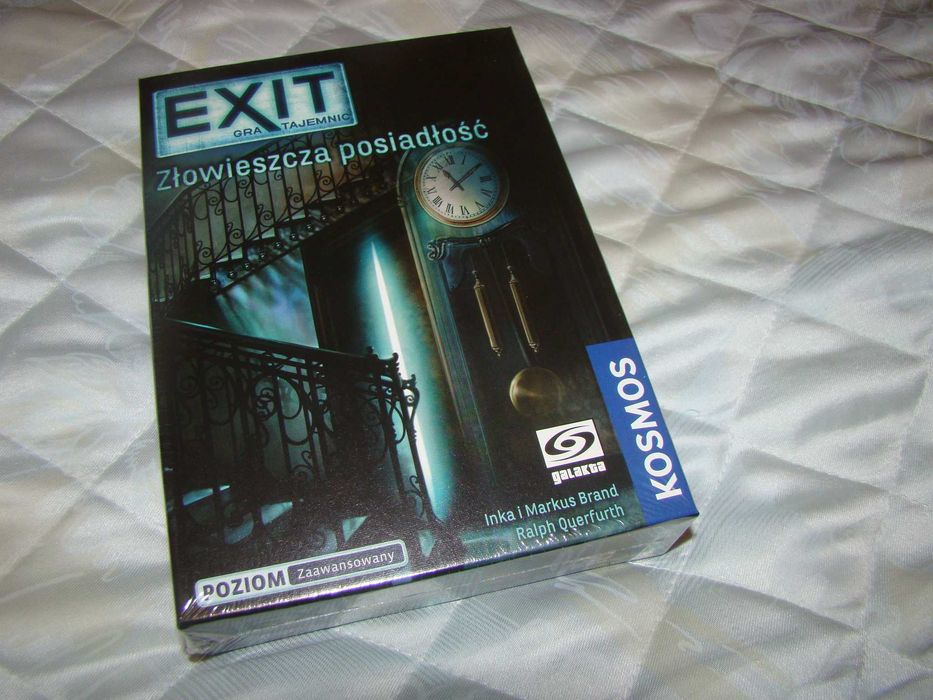 EXIT
GRA TAJEMNIC
Złowieszcza posiadłość
galakta
KOSMOS
Inka i Markus Brand
Ralph Querfurth
POZIOM Zaawansowany